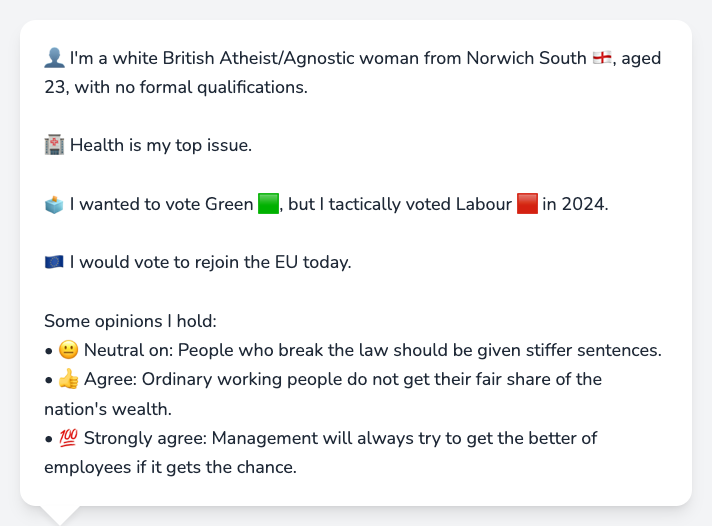 👤 I'm a white British Atheist/Agnostic woman from Norwich South 🏴󠁧󠁢󠁥󠁮󠁧󠁿, aged
23, with no formal qualifications.
🏥 Health is my top issue.
🗳️ I wanted to vote Green 🟩, but I tactically voted Labour 🟥 in 2024.
🇪🇺 I would vote to rejoin the EU today.
Some opinions I hold:
• 😐 Neutral on: People who break the law should be given stiffer sentences.
• 👍 Agree: Ordinary working people do not get their fair share of the
nation's wealth.
• 💯 Strongly agree: Management will always try to get the better of
employees if it gets the chance.